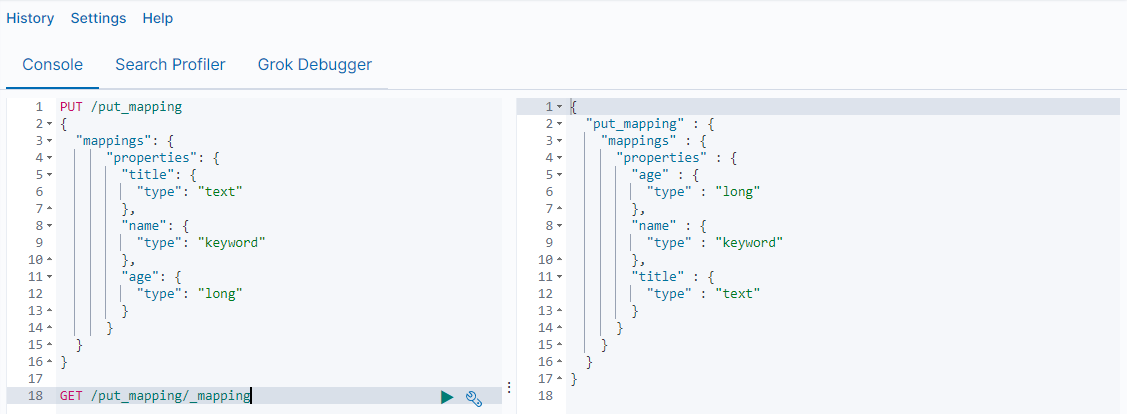 History Settings Help
Console Search Profiler Grok Debugger
1 PUT /put_mapping
2 {
3 "mappings": {
4 "properties": {
5 "title": {
6 "type": "text"
7 },
8 "name": {
9 "type": "keyword"
10 },
11 "age": {
12 "type": "long"
13 }
14 }
15 }
16 }
17
18 GET /put_mapping/_mapping
1 {
2 "put_mapping" : {
3 "mappings" : {
4 "properties" : {
5 "age" : {
6 "type" : "long"
7 },
8 "name" : {
9 "type" : "keyword"
10 },
11 "title" : {
12 "type" : "text"
13 }
14 }
15 }
16 }
17 }
18